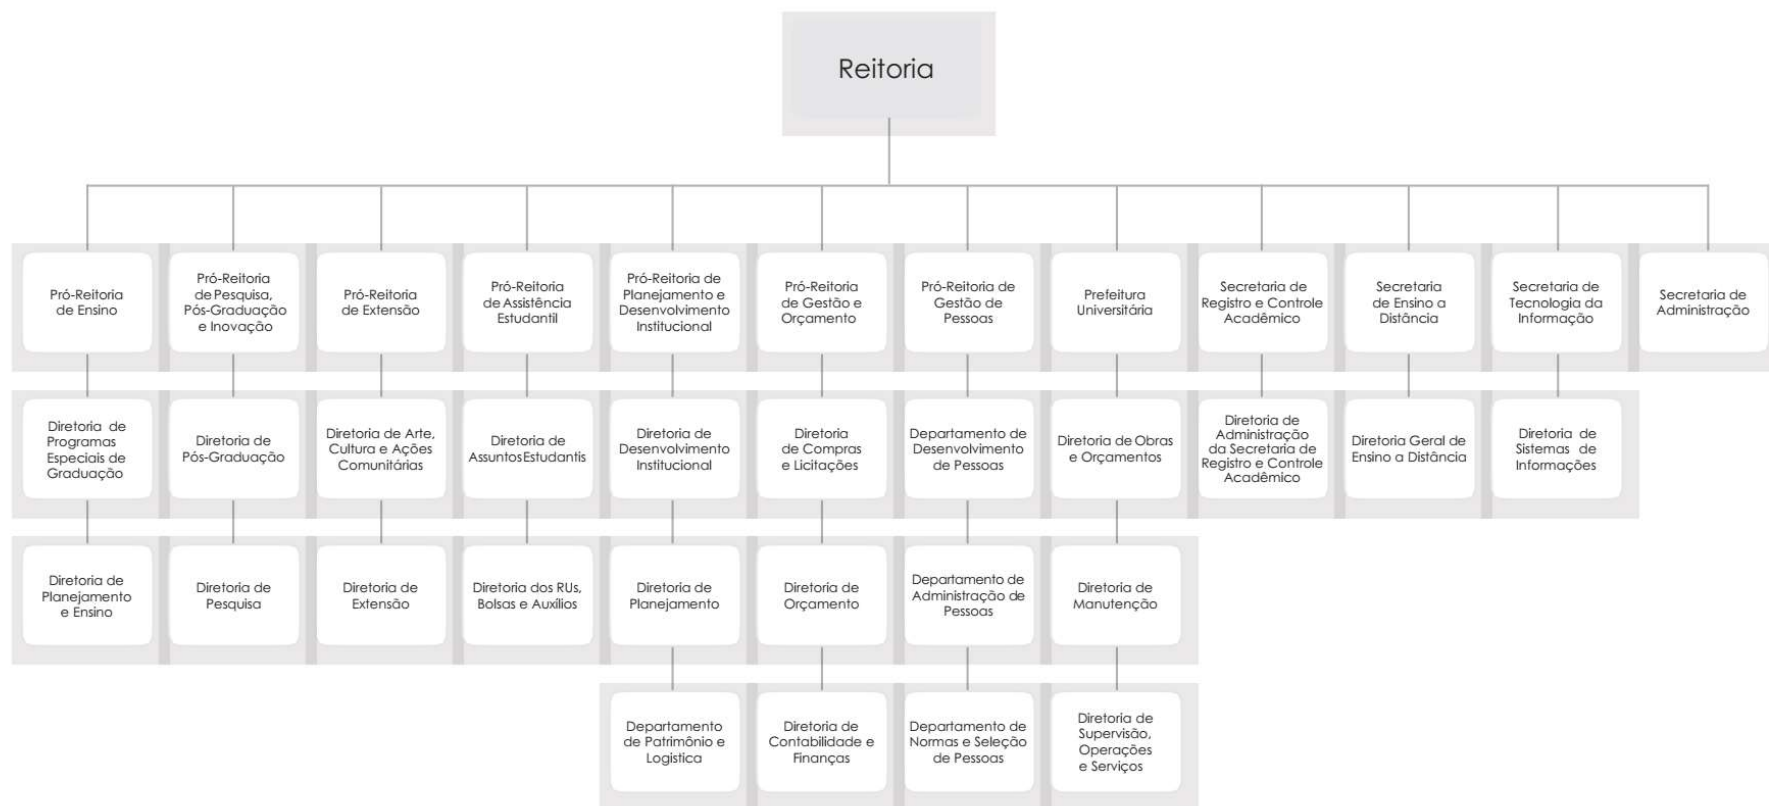 Reitoria
Pró-Reitoria
de Ensino
Pró-Reitoria
de Pesquisa,
Pós-Graduação
e Inovação
Pró-Reitoria
de Extensão
Pró-Reitoria
de Assistência
Estudantil
Pró-Reitoria de
Planejamento e
Desenvolvimento
Institucional
Pró-Reitoria
de Gestão e
Orçamento
Pró-Reitoria de
Gestão de
Pessoas
Prefeitura
Universitária
Secretaria de
Registro e Controle
Acadêmico
Secretaria
de Ensino a
Distância
Secretaria de
Tecnologia da
Informação
Secretaria de
Administração
Diretoria de
Programas
Especiais de
Graduação
Diretoria de
Pós-Graduação
Diretoria de Arte,
Cultura e Ações
Comunitárias
Diretoria de
Assuntos Estudantis
Diretoria de
Desenvolvimento
Institucional
Diretoria
de Compras
e Licitações
Departamento de
Desenvolvimento
de Pessoas
Diretoria de Obras
e Orçamentos
Diretoria de
Administração
da Secretaria de
Registro e Controle
Acadêmico
Diretoria Geral de
Ensino a Distância
Diretoria de
Sistemas de
Informações
Diretoria de
Planejamento
e Ensino
Diretoria de
Pesquisa
Diretoria de
Extensão
Diretoria dos RUs,
Bolsas e Auxílios
Diretoria de
Planejamento
Diretoria de
Orçamento
Departamento de
Administração de
Pessoas
Diretoria de
Manutenção
Departamento
de Patrimônio e
Logistica
Diretoria de
Contabilidade e
Finanças
Departamento de
Normas e Seleção
de Pessoas
Diretoria de
Supervisão,
Operações
e Serviços